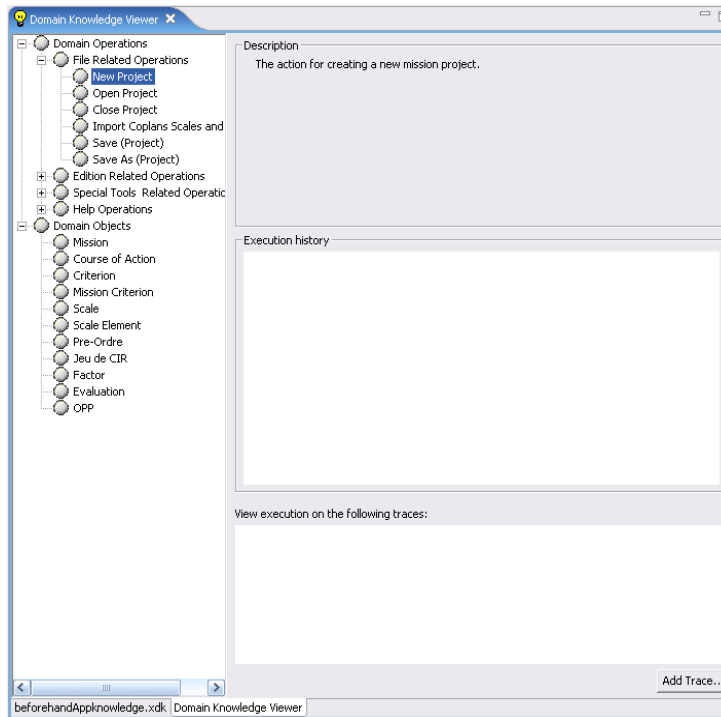 Domain Knowledge Viewer
Domain Operations
File Related Operations
New Project
Open Project
Close Project
Import Coplans Scales and
Save (Project)
Save As (Project)
Edition Related Operations
Special Tools Related Operatic
Help Operations
Domain Objects
Mission
Course of Action
Criterion
Mission Criterion
Scale
Scale Element
Pre-Ordre
Jeu de CIR
Factor
Evaluation
OPP
Description
The action for creating a new mission project.
Execution history
View execution on the following traces:
Add Trace..
beforehandAppknowledge.xdk Domain Knowledge Viewer